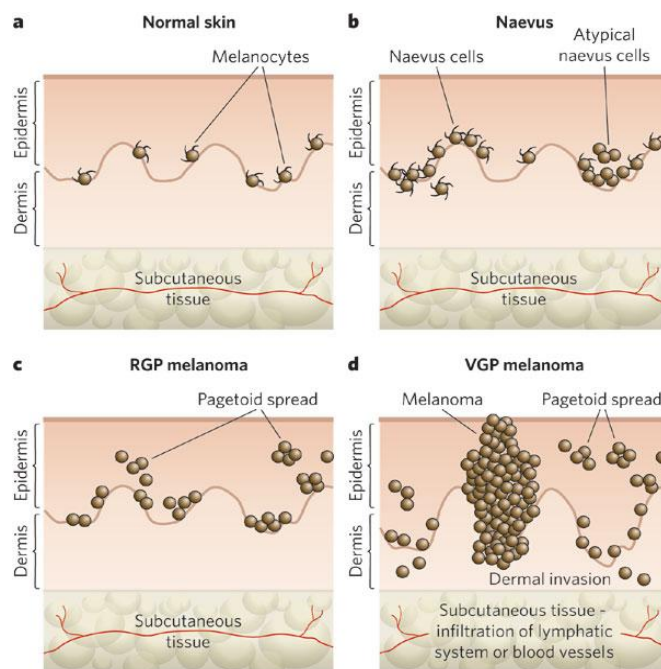 a Normal skin
Melanocytes
Epidermis
Dermis
Subcutaneous
tissue
b Naevus
Naevus cells
Atypical
naevus cells
Epidermis
Dermis
Subcutaneous
tissue
c RGP melanoma
Pagetoid spread
Epidermis
Dermis
Subcutaneous
tissue
d VGP melanoma
Melanoma
Pagetoid spread
Epidermis
Dermis
Dermal invasion
Subcutaneous tissue -
infiltration of lymphatic
system or blood vessels